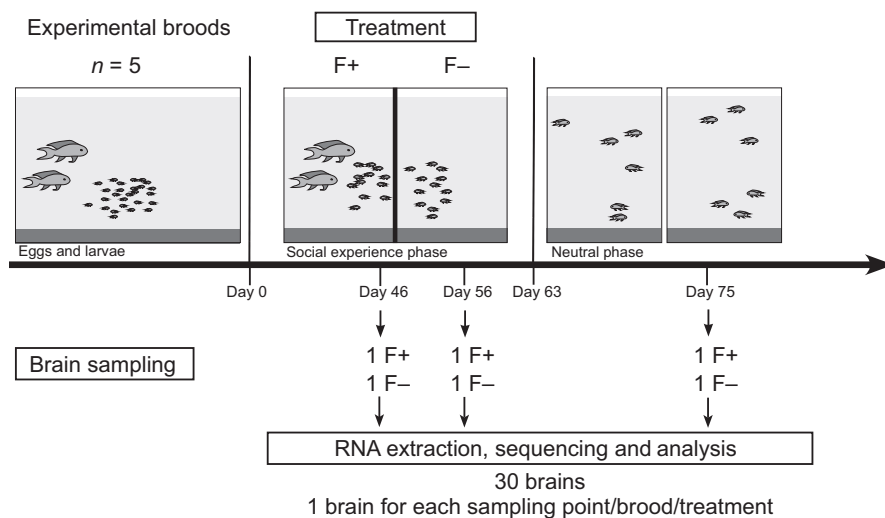 Experimental broods
Treatment
n = 5
F+
F–
Eggs and larvae
Social experience phase
Neutral phase
Day 0
Day 46
Day 56
Day 63
Day 75
Brain sampling
1 F+
1 F–
1 F+
1 F–
1 F+
1 F–
RNA extraction, sequencing and analysis
30 brains
1 brain for each sampling point/brood/treatment